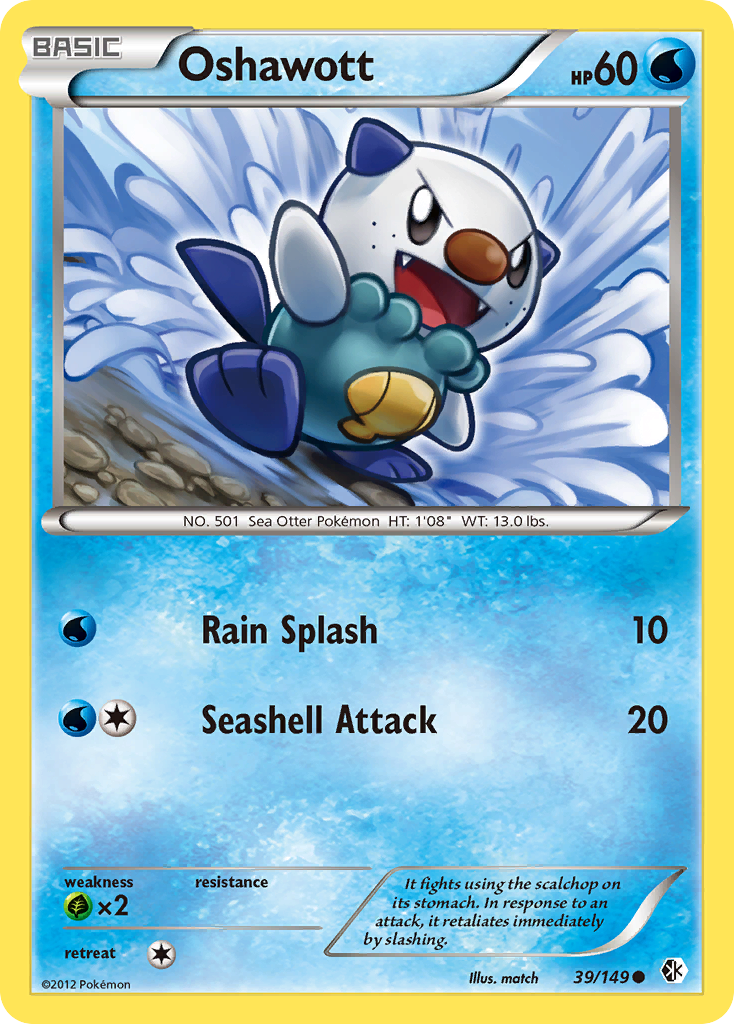 BASIC
Oshawott
HP60
NO. 501 Sea Otter Pokémon HT: 1'08" WT: 13.0 lbs.
Rain Splash 10
Seashell Attack 20
weakness resistance
×2
retreat
It fights using the scalchop on
its stomach. In response to an
attack, it retaliates immediately
by slashing.
©2012 Pokémon
Illus. match 39/149